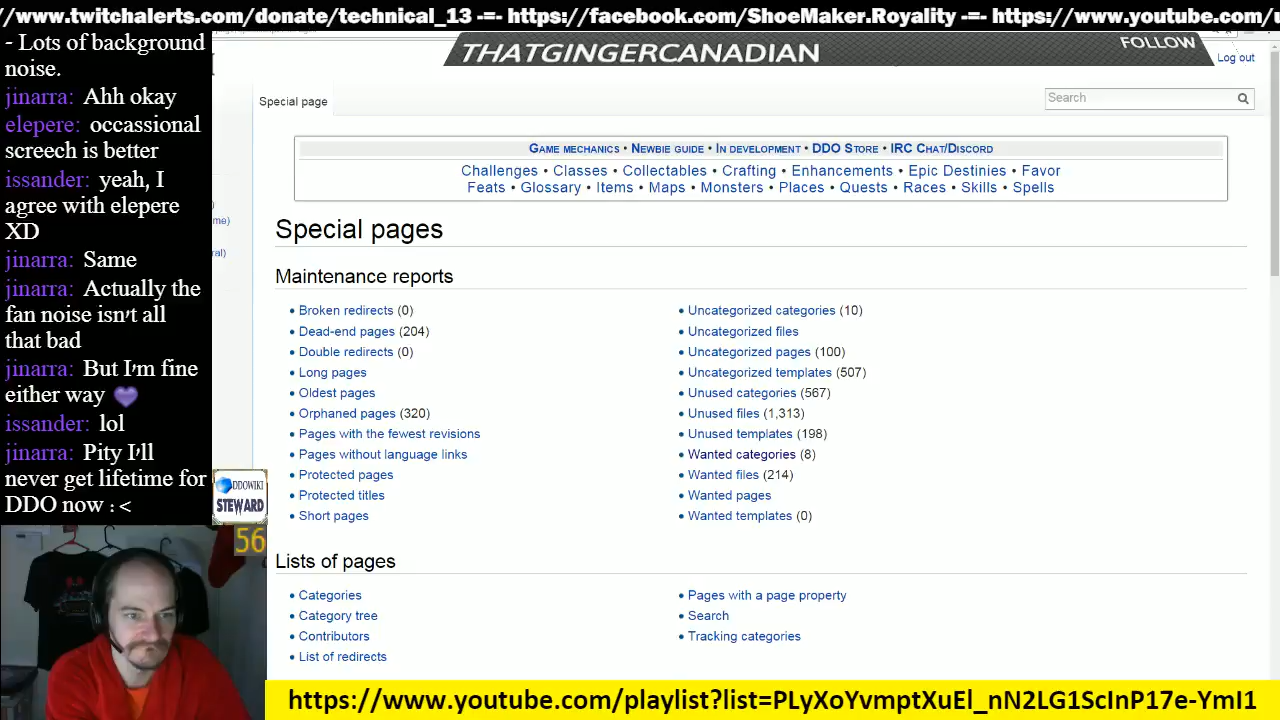 //www.twitchalerts.com/donate/technical_13 -=- https://facebook.com/ShoeMaker.Royality -=- https://www.youtube.com/u
- Lots of background
noise.
jinarra: Ahh okay
elepere: occassional
screech is better
issander: yeah, I
agree with elepere
XD
jinarra: Same
jinarra: Actually the
fan noise isn't all
that bad
jinarra: But I'm fine
either way
issander: lol
jinarra: Pity I'll
never get lifetime for
DDO now : <
THATGINGERCANADIAN
FOLLOW
Log out
Special page
Search
me)
ral)
Game mechanics • Newbie guide • In development • DDO Store • IRC Chat/Discord
Challenges • Classes • Collectables • Crafting • Enhancements • Epic Destinies • Favor
Feats • Glossary • Items • Maps • Monsters • Places • Quests • Races • Skills • Spells
Special pages
Maintenance reports
• Broken redirects (0)
• Dead-end pages (204)
• Double redirects (0)
• Long pages
• Oldest pages
• Orphaned pages (320)
• Pages with the fewest revisions
• Pages without language links
• Protected pages
• Protected titles
• Short pages
• Uncategorized categories (10)
• Uncategorized files
• Uncategorized pages (100)
• Uncategorized templates (507)
• Unused categories (567)
• Unused files (1,313)
• Unused templates (198)
• Wanted categories (8)
• Wanted files (214)
• Wanted pages
• Wanted templates (0)
DDOWIKI
STEWARD
56
Lists of pages
• Categories
• Category tree
• Contributors
• List of redirects
• Pages with a page property
• Search
• Tracking categories
https://www.youtube.com/playlist?list=PLyXoYvmptXuEl_nN2LG1ScInP17e-YmI1